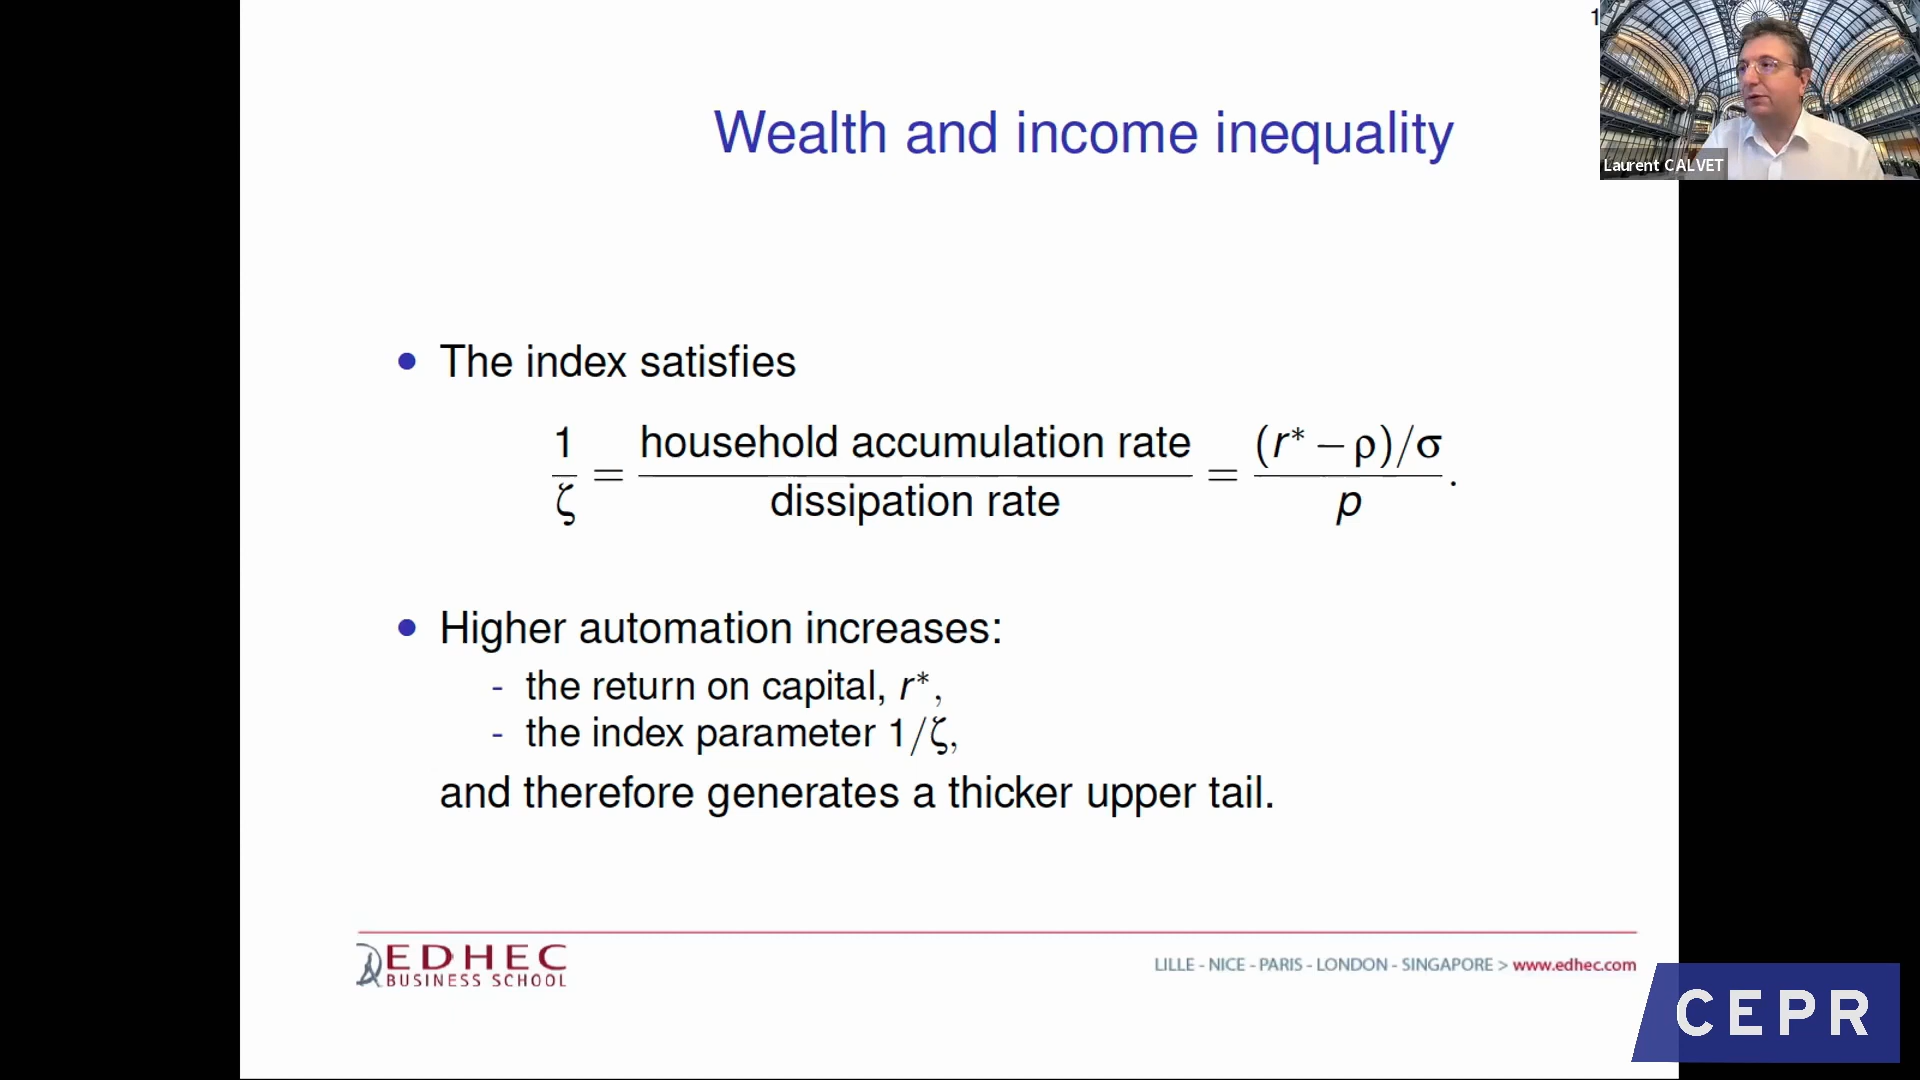 1
Laurent CALVET
Wealth and income inequality
• The index satisfies
1/ζ = household accumulation rate / dissipation rate = (r* − ρ)/σ / p.
• Higher automation increases:
- the return on capital, r*,
- the index parameter 1/ζ,
and therefore generates a thicker upper tail.
EDHEC
BUSINESS SCHOOL
LILLE - NICE - PARIS - LONDON - SINGAPORE > www.edhec.com
CEPR